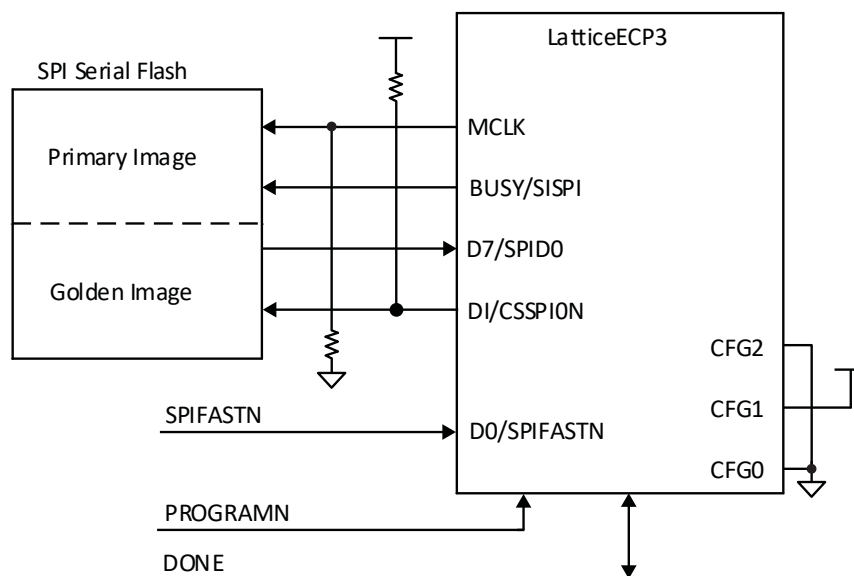 LatticeECP3
SPI Serial Flash
MCLK
Primary Image
BUSY/SISPI
D7/SPID0
Golden Image
DI/CSSPI0N
CFG2
CFG1
SPIFASTN
D0/SPIFASTN
CFG0
PROGRAMN
DONE